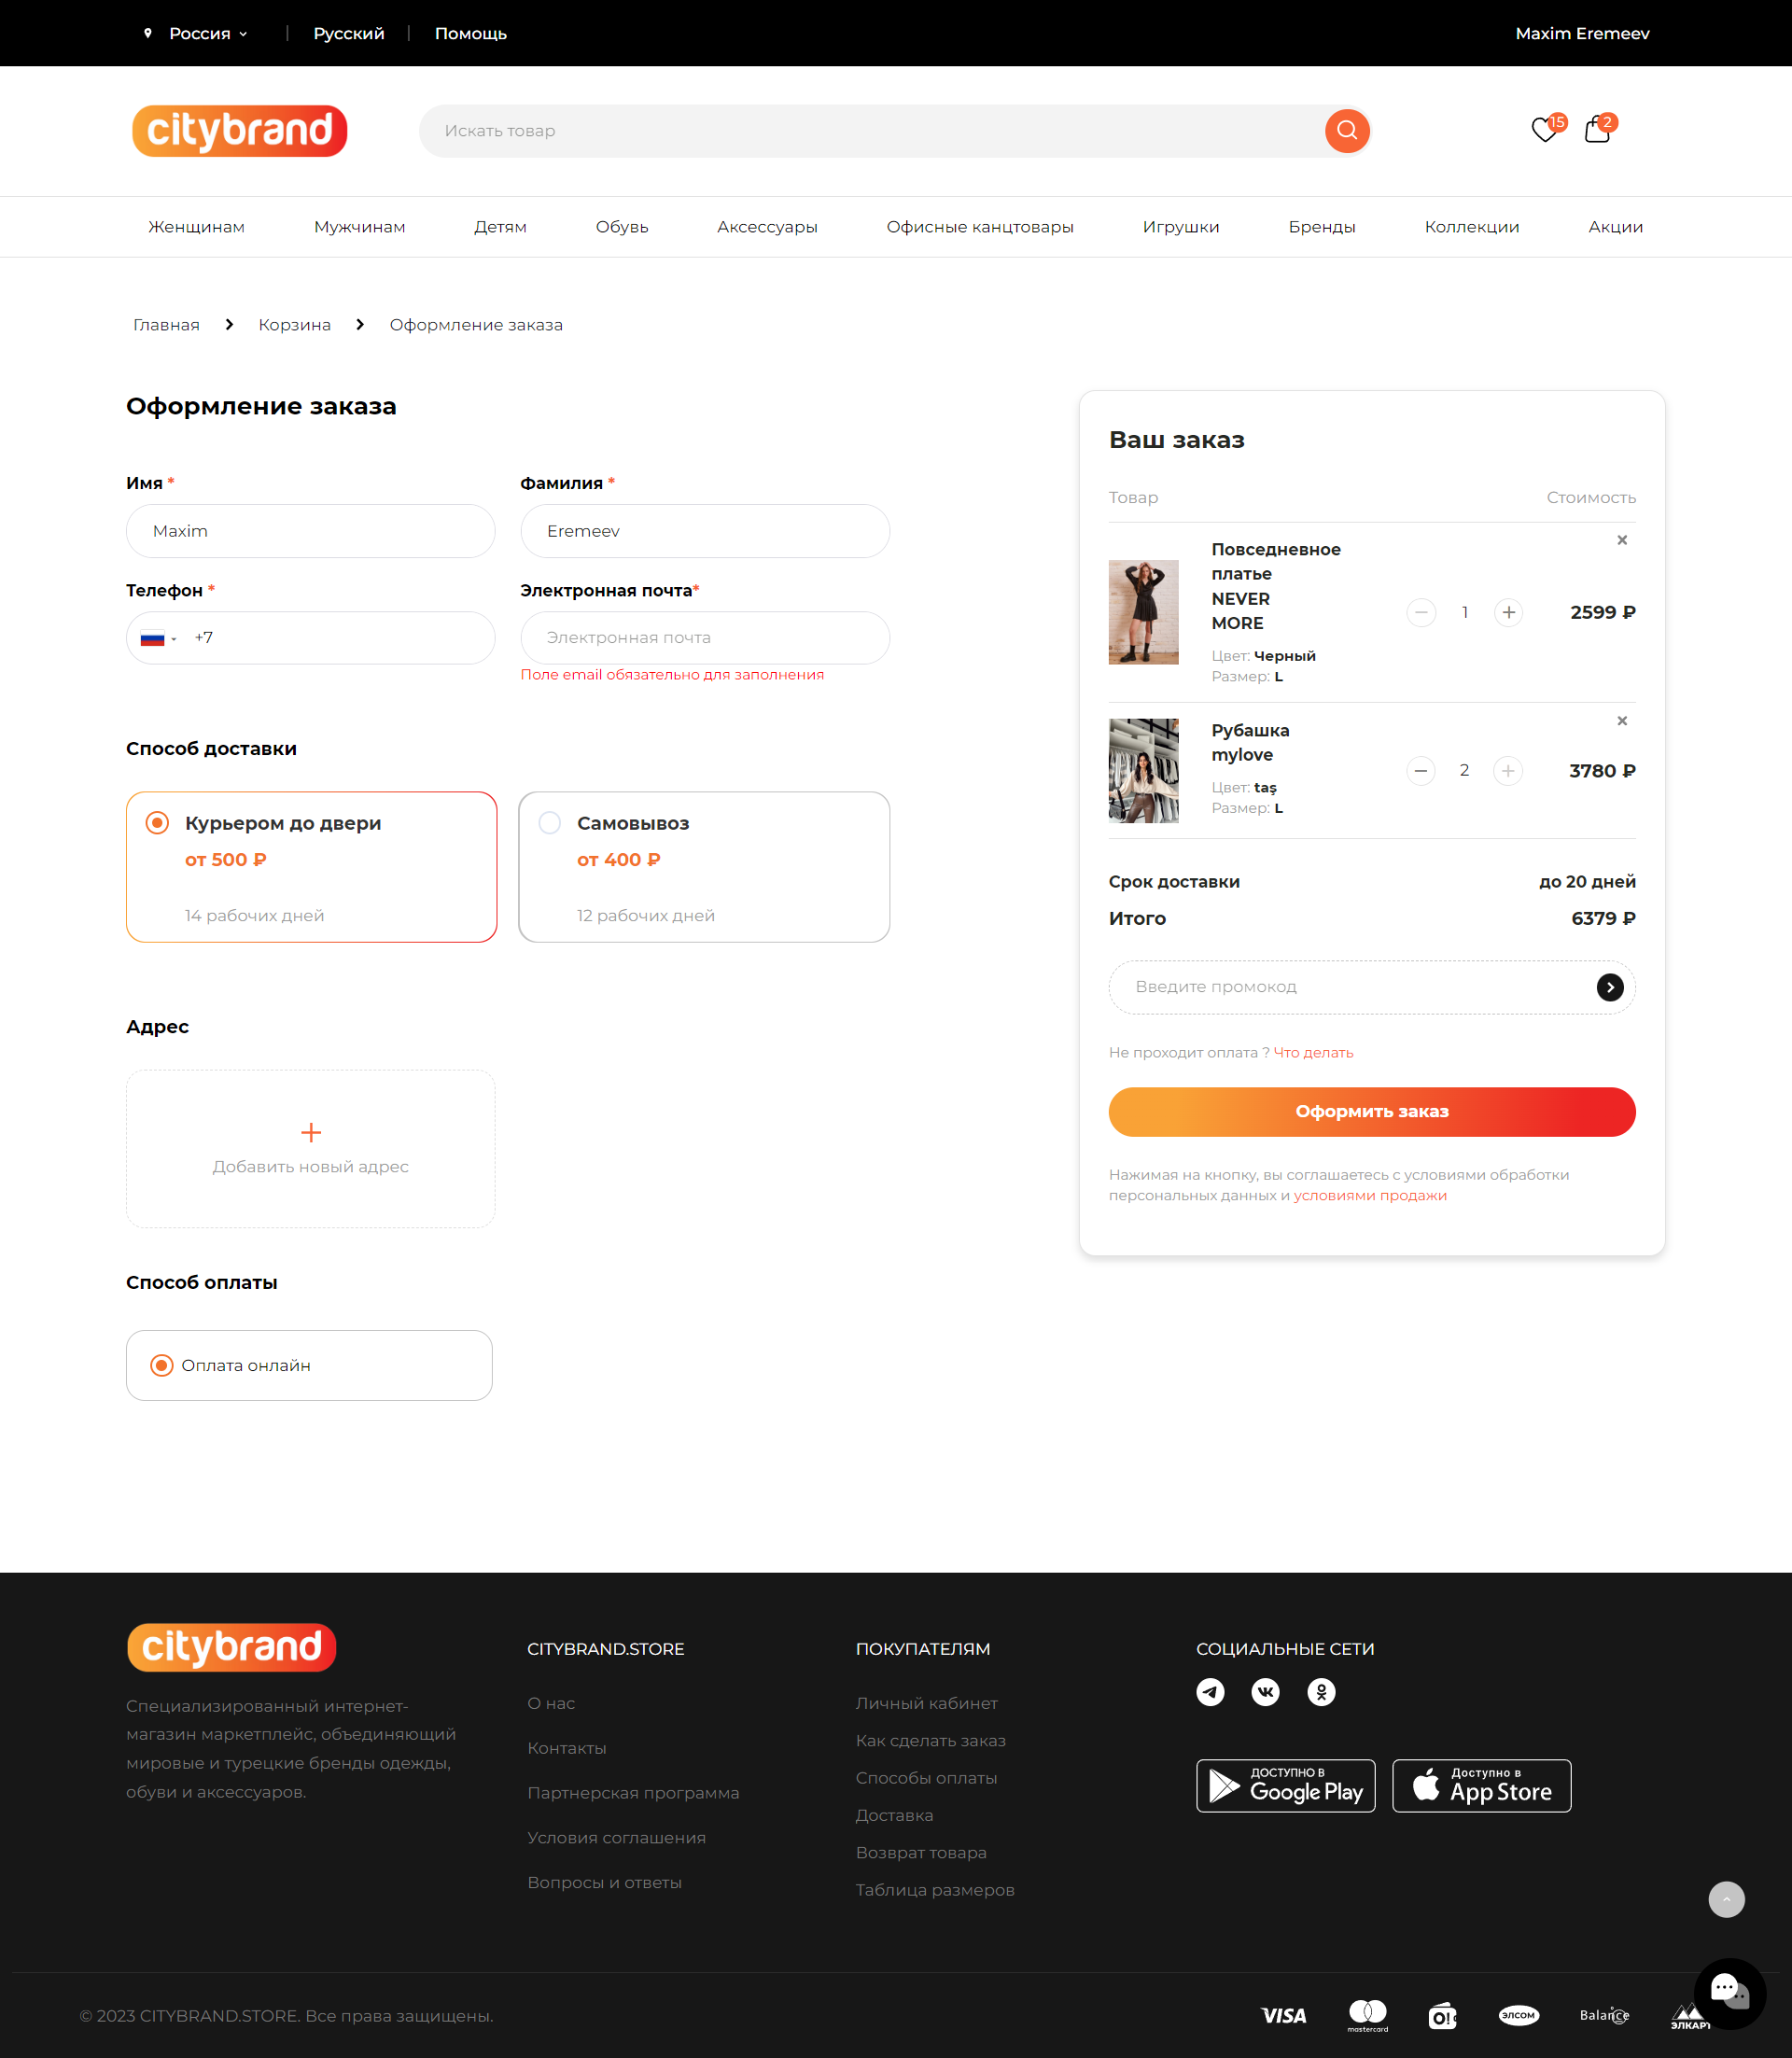 Россия
Русский
Помощь
Maxim Eremeev
citybrand
Искать товар
15
2
Женщинам
Мужчинам
Детям
Обувь
Аксессуары
Офисные канцтовары
Игрушки
Бренды
Коллекции
Акции
Главная
Корзина
Оформление заказа
Оформление заказа
Имя *
Фамилия *
Maxim
Eremeev
Телефон *
Электронная почта*
+7
Электронная почта
Поле email обязательно для заполнения
Способ доставки
Курьером до двери
от 500 ₽
14 рабочих дней
Самовывоз
от 400 ₽
12 рабочих дней
Адрес
Добавить новый адрес
Способ оплаты
Оплата онлайн
Ваш заказ
Товар
Стоимость
Повседневное
платье
NEVER
MORE
Цвет: Черный
Размер: L
1
2599 ₽
Рубашка
mylove
Цвет: taş
Размер: L
2
3780 ₽
Срок доставки
до 20 дней
Итого
6379 ₽
Введите промокод
Не проходит оплата ? Что делать
Оформить заказ
Нажимая на кнопку, вы соглашаетесь с условиями обработки
персональных данных и условиями продажи
citybrand
Специализированный интернет-
магазин маркетплейс, объединяющий
мировые и турецкие бренды одежды,
обуви и аксессуаров.
CITYBRAND.STORE
О нас
Контакты
Партнерская программа
Условия соглашения
Вопросы и ответы
ПОКУПАТЕЛЯМ
Личный кабинет
Как сделать заказ
Способы оплаты
Доставка
Возврат товара
Таблица размеров
СОЦИАЛЬНЫЕ СЕТИ
ДОСТУПНО В
Google Play
Доступно в
App Store
© 2023 CITYBRAND.STORE. Все права защищены.
VISA
mastercard
O!
ЭЛСОМ
Balance
ЭЛКАРТ